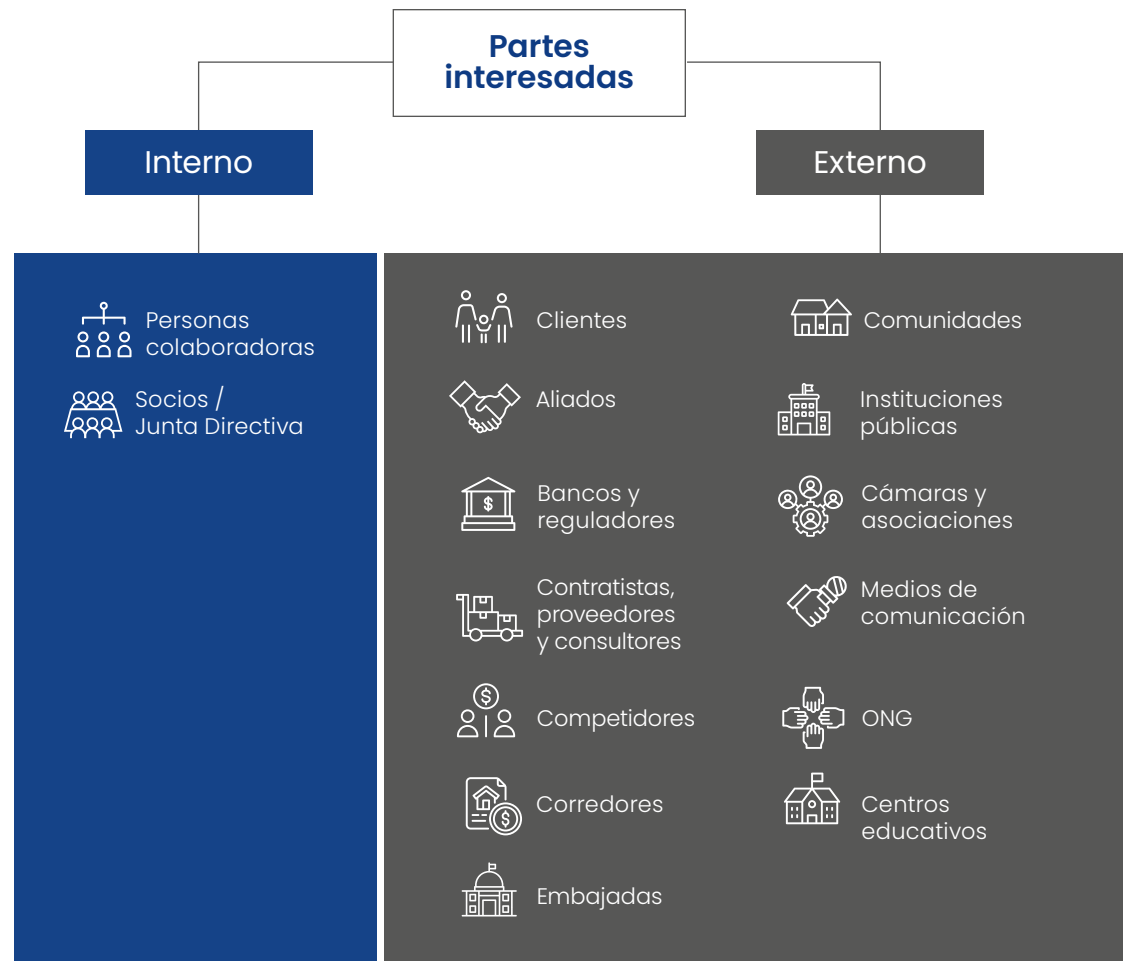 Partes
interesadas
Interno
Externo
Personas
colaboradoras
Socios /
Junta Directiva
Clientes
Aliados
Bancos y
reguladores
Contratistas,
proveedores
y consultores
Competidores
Corredores
Embajadas
Comunidades
Instituciones
públicas
Cámaras y
asociaciones
Medios de
comunicación
ONG
Centros
educativos